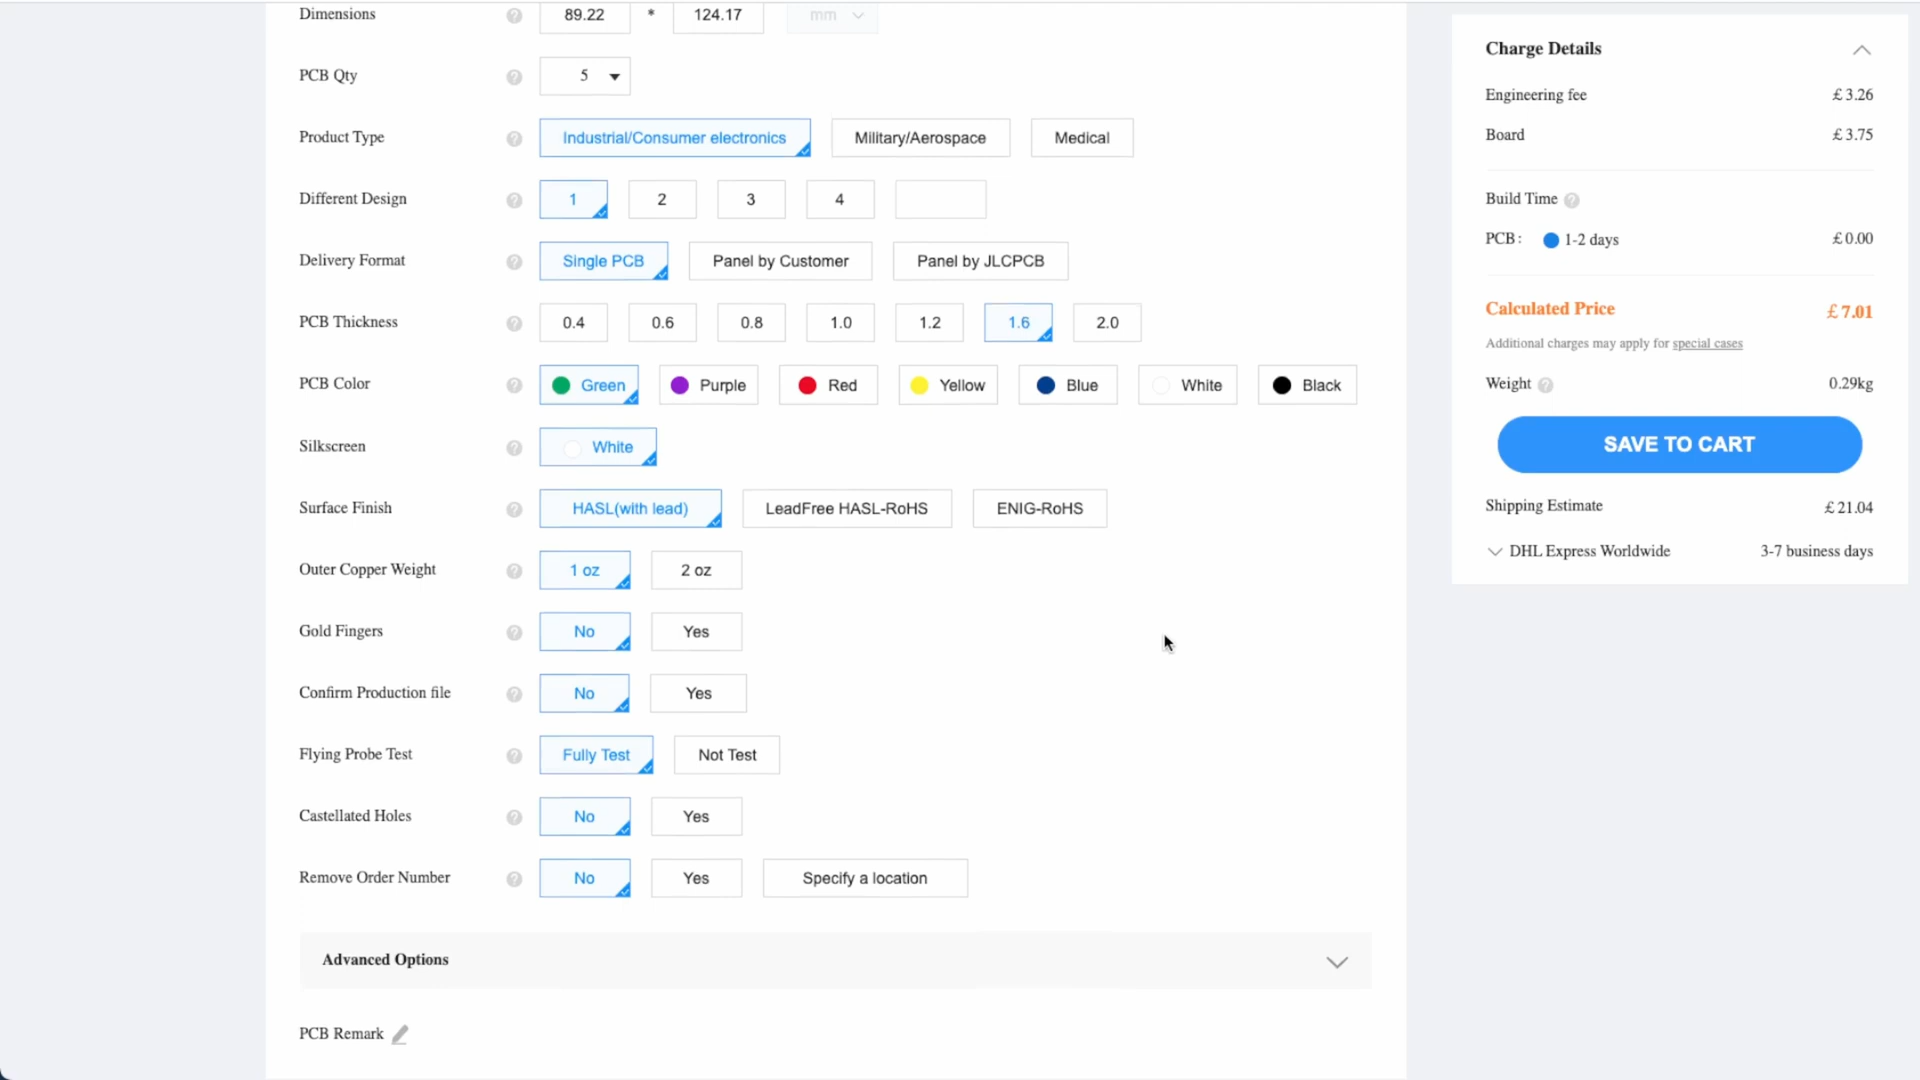 Dimensions ? 89.22 * 124.17 mm
PCB Qty ? 5
Product Type ? Industrial/Consumer electronics Military/Aerospace Medical
Different Design ? 1 2 3 4
Delivery Format ? Single PCB Panel by Customer Panel by JLCPCB
PCB Thickness ? 0.4 0.6 0.8 1.0 1.2 1.6 2.0
PCB Color ? Green Purple Red Yellow Blue White Black
Silkscreen ? White
Surface Finish ? HASL(with lead) LeadFree HASL-RoHS ENIG-RoHS
Outer Copper Weight ? 1 oz 2 oz
Gold Fingers ? No Yes
Confirm Production file ? No Yes
Flying Probe Test ? Fully Test Not Test
Castellated Holes ? No Yes
Remove Order Number ? No Yes Specify a location
Advanced Options
PCB Remark
Charge Details
Engineering fee £3.26
Board £3.75
Build Time ?
PCB: 1-2 days £0.00
Calculated Price £7.01
Additional charges may apply for special cases
Weight ? 0.29kg
SAVE TO CART
Shipping Estimate £21.04
DHL Express Worldwide 3-7 business days